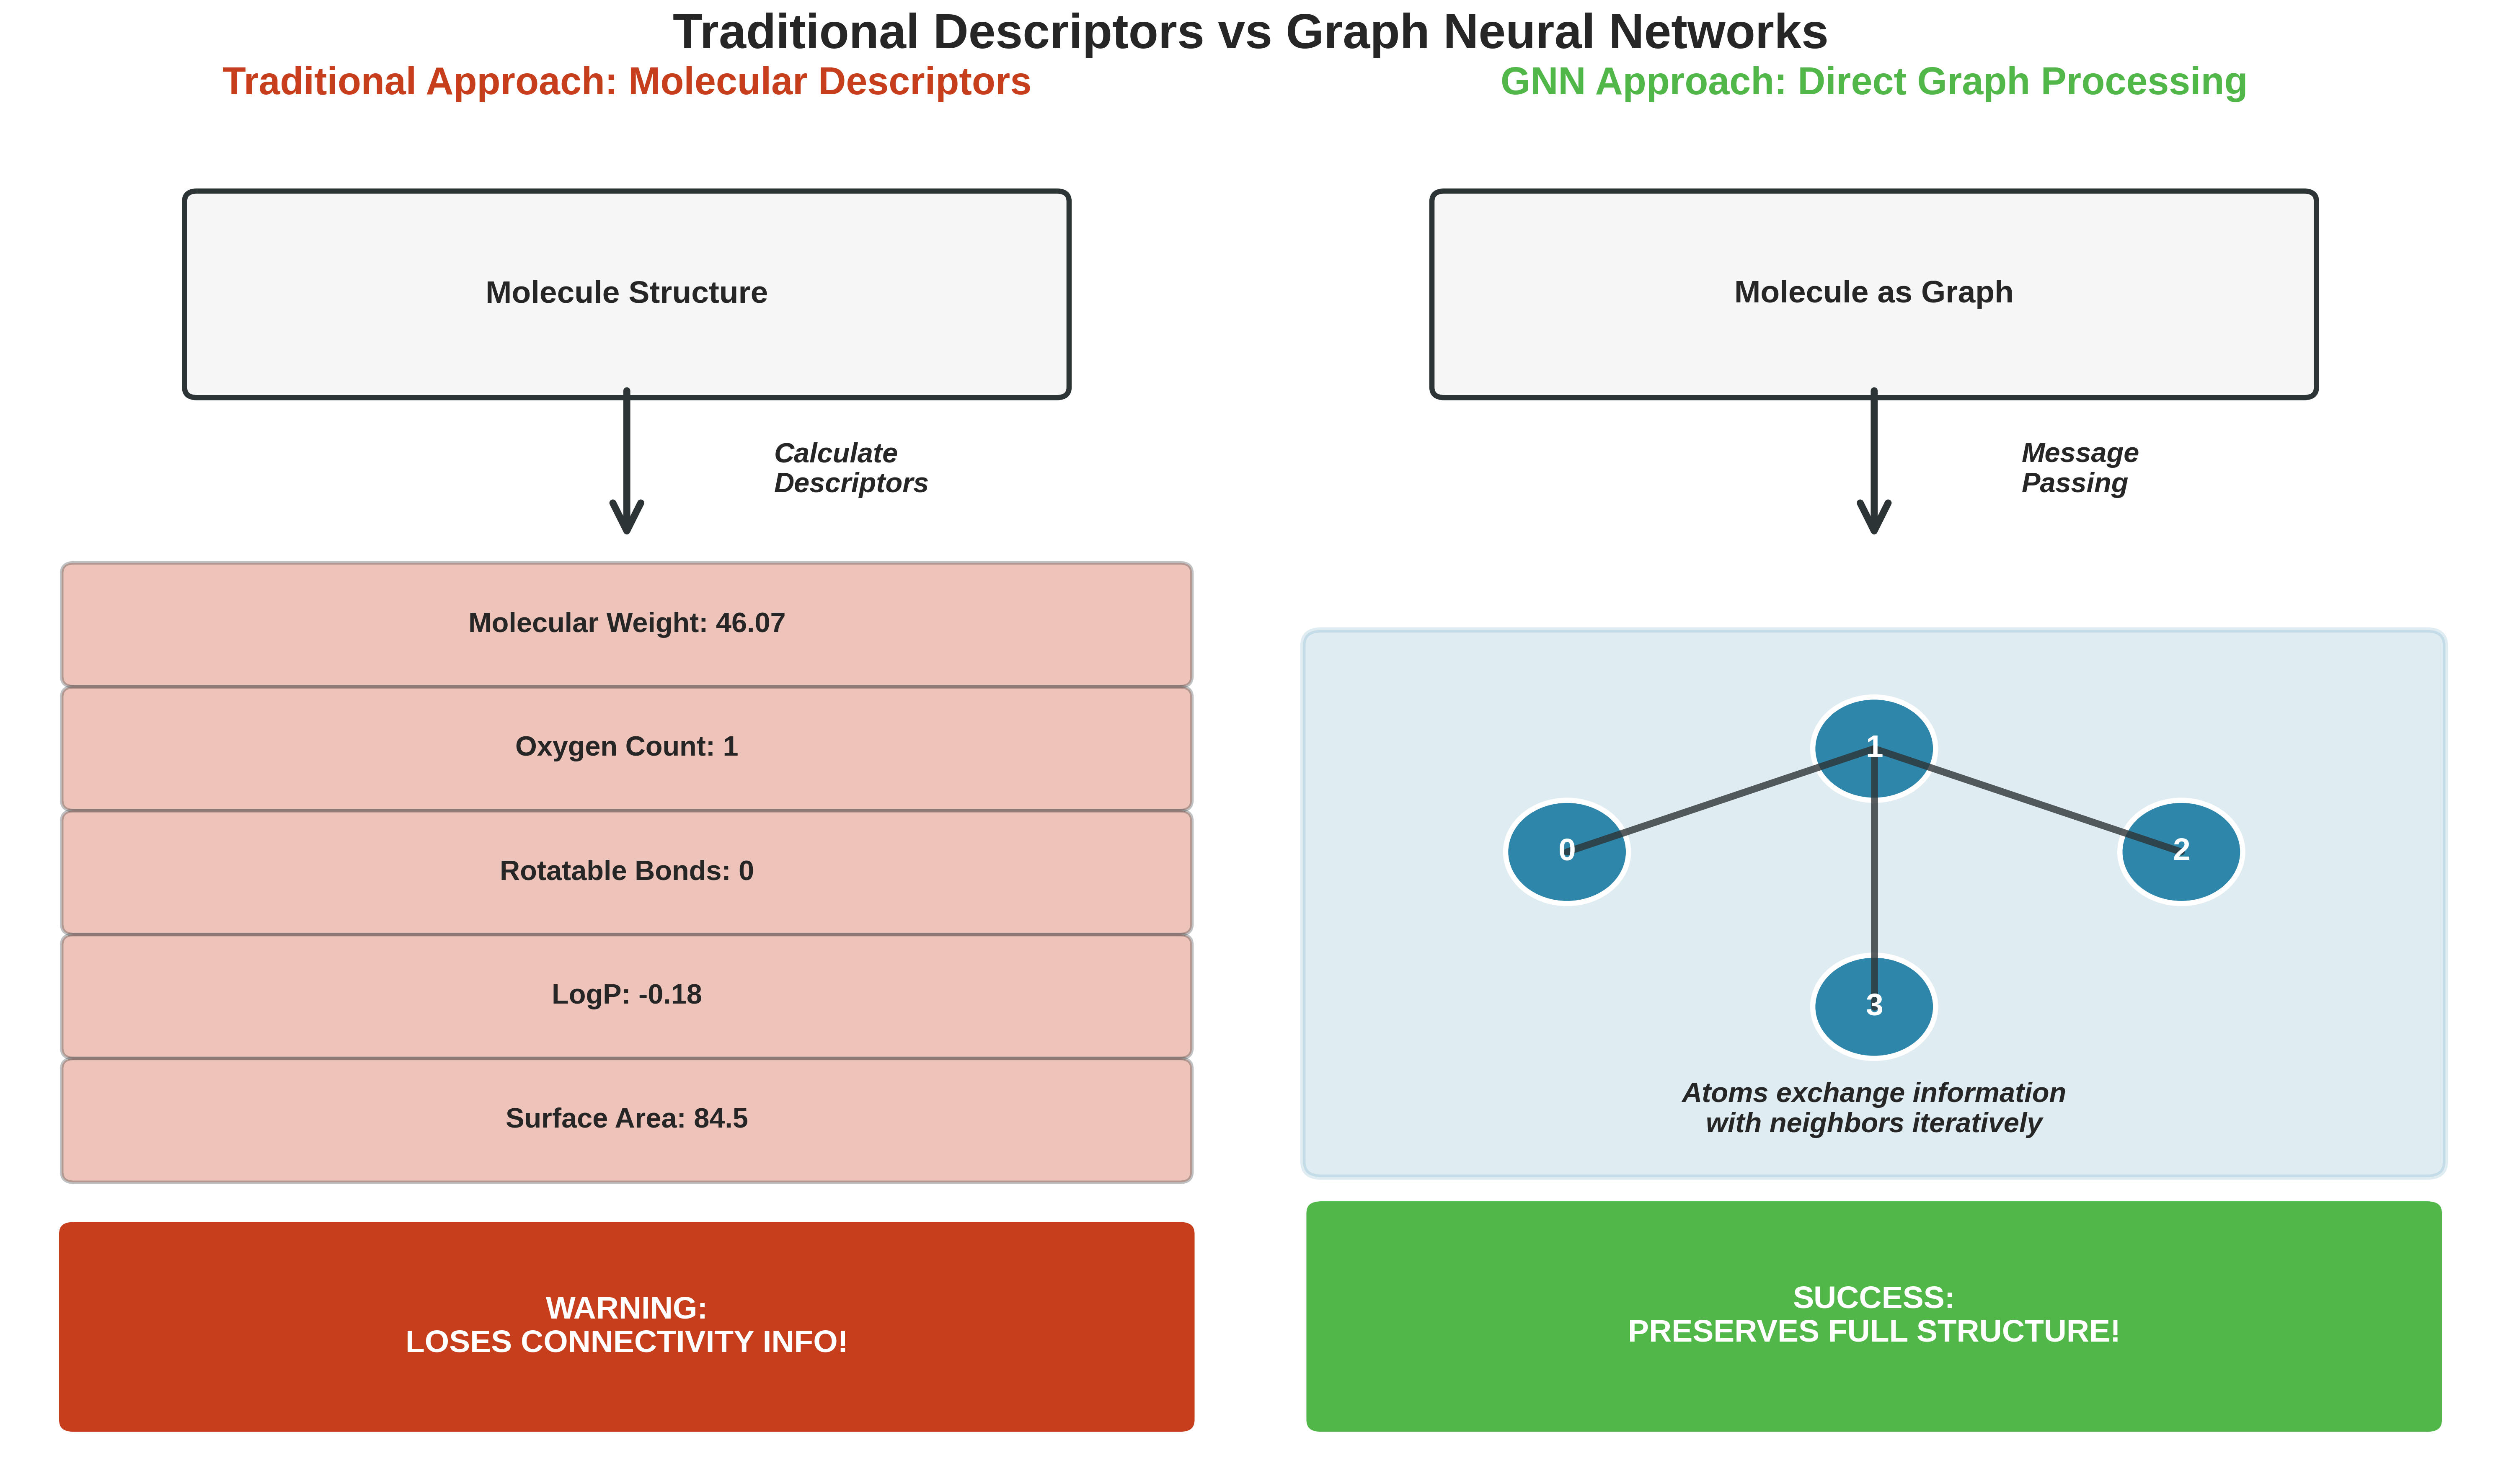 Traditional Descriptors vs Graph Neural Networks
Traditional Approach: Molecular Descriptors
Molecule Structure
Calculate
Descriptors
Molecular Weight: 46.07
Oxygen Count: 1
Rotatable Bonds: 0
LogP: -0.18
Surface Area: 84.5
WARNING:
LOSES CONNECTIVITY INFO!
GNN Approach: Direct Graph Processing
Molecule as Graph
Message
Passing
1
0
2
3
Atoms exchange information
with neighbors iteratively
SUCCESS:
PRESERVES FULL STRUCTURE!